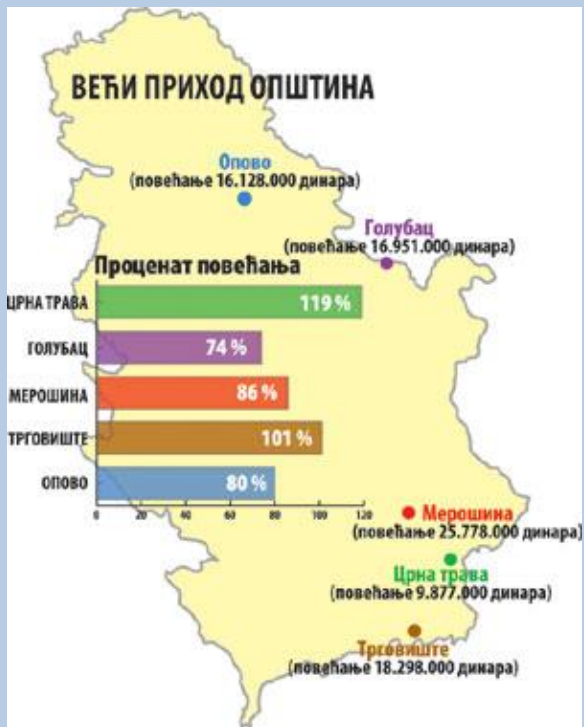 ВЕЋИ ПРИХОД ОПШТИНА
Опово
(повећање 16.128.000 динара)
Голубац
(повећање 16.951.000 динара)
Проценат повећања
ЦРНА ТРАВА
119 %
ГОЛУБАЦ
74 %
МЕРОШИНА
86 %
ТРГОВИШТЕ
101 %
ОПОВО
80 %
0 20 40 60 80 100 120
Мерошина
(повећање 25.778.000 динара)
Црна трава
(повећање 9.877.000 динара)
Трговиште
(повећање 18.298.000 динара)